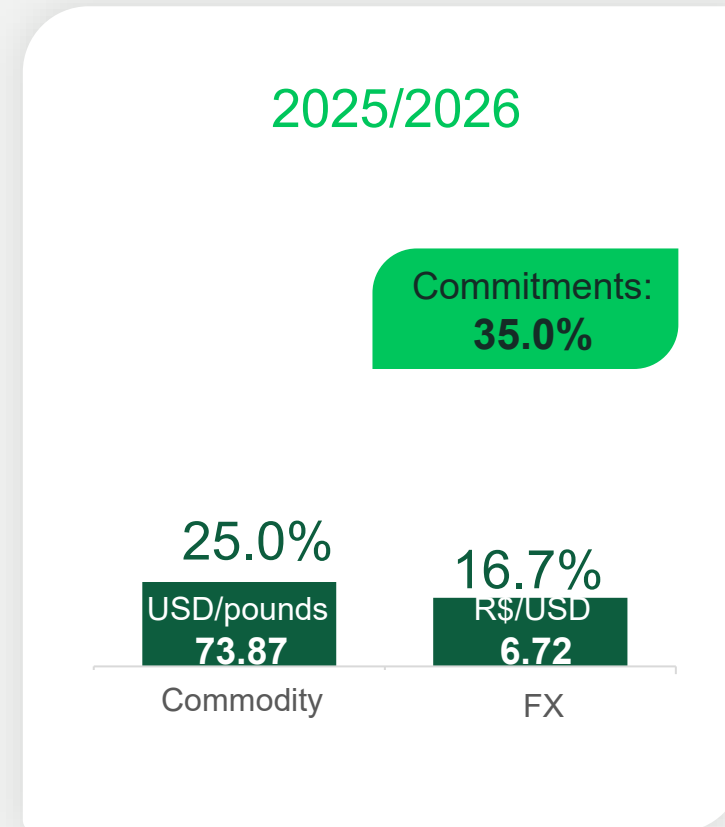 2025/2026
Commitments:
35.0%
25.0%
16.7%
USD/pounds
73.87
R$/USD
6.72
Commodity
FX